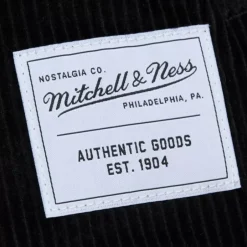 NOSTALGIA CO.
Mitchell & Ness
PHILADELPHIA, PA.
AUTHENTIC GOODS
EST. 1904